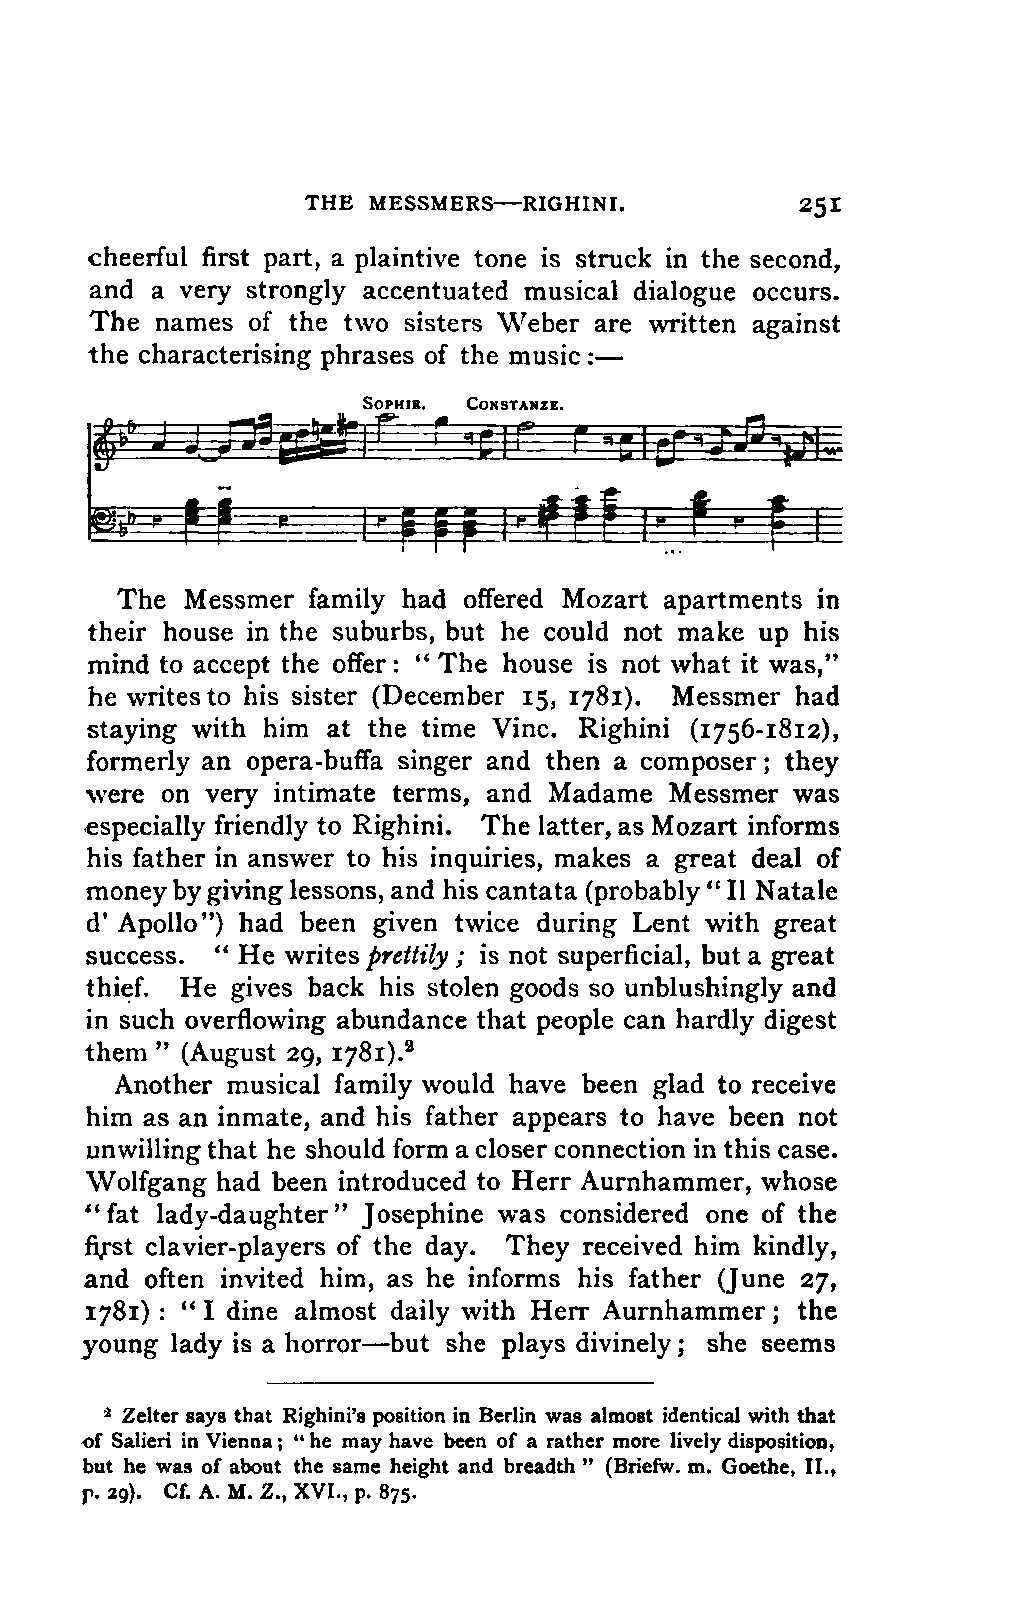 THE MESSMERS—RIGHINI. 251
cheerful first part, a plaintive tone is struck in the second,
and a very strongly accentuated musical dialogue occurs.
The names of the two sisters Weber are written against
the characterising phrases of the music :—
SOPHIE. CONSTANZE.
The Messmer family had offered Mozart apartments in
their house in the suburbs, but he could not make up his
mind to accept the offer: “ The house is not what it was,”
he writes to his sister (December 15, 1781). Messmer had
staying with him at the time Vinc. Righini (1756-1812),
formerly an opera-buffa singer and then a composer; they
were on very intimate terms, and Madame Messmer was
especially friendly to Righini. The latter, as Mozart informs
his father in answer to his inquiries, makes a great deal of
money by giving lessons, and his cantata (probably “ Il Natale
d' Apollo”) had been given twice during Lent with great
success. “ He writes prettily ; is not superficial, but a great
thief. He gives back his stolen goods so unblushingly and
in such overflowing abundance that people can hardly digest
them ” (August 29, 1781).²
Another musical family would have been glad to receive
him as an inmate, and his father appears to have been not
unwilling that he should form a closer connection in this case.
Wolfgang had been introduced to Herr Aurnhammer, whose
“fat lady-daughter” Josephine was considered one of the
first clavier-players of the day. They received him kindly,
and often invited him, as he informs his father (June 27,
1781) : “ I dine almost daily with Herr Aurnhammer; the
young lady is a horror—but she plays divinely; she seems
² Zelter says that Righini's position in Berlin was almost identical with that
of Salieri in Vienna; “ he may have been of a rather more lively disposition,
but he was of about the same height and breadth ” (Briefw. m. Goethe, II.,
p. 29). Cf. A. M. Z., XVI., p. 875.